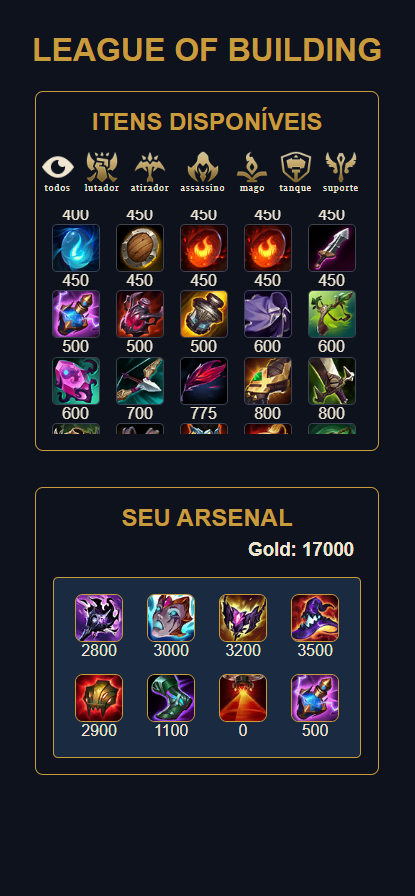 LEAGUE OF BUILDING
ITENS DISPONÍVEIS
todos lutador atirador assassino mago tanque suporte
400 450 450 450 450
450 450 450 450 450
500 500 500 600 600
600 700 775 800 800
SEU ARSENAL
Gold: 17000
2800 3000 3200 3500
2900 1100 0 500